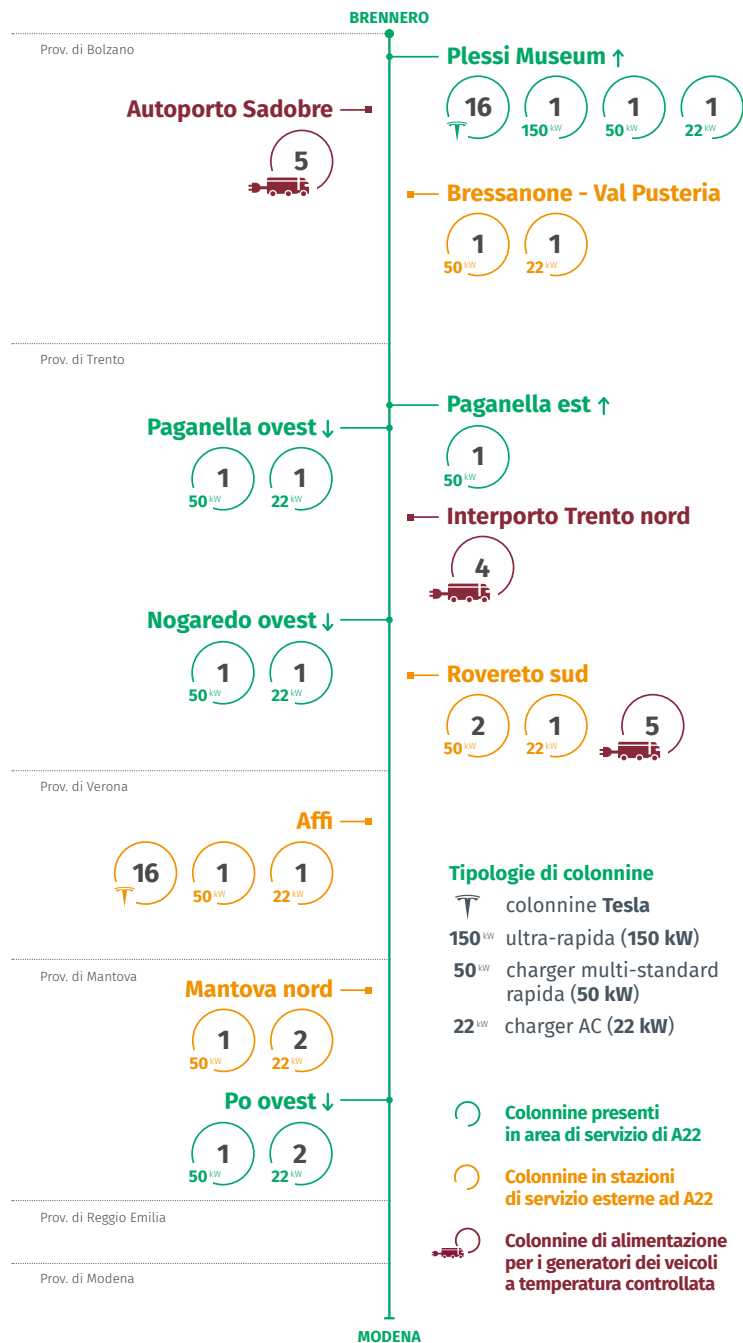 BRENNERO
Prov. di Bolzano
Plessi Museum ↑
16
1
150 kW
1
50 kW
1
22 kW
Autoporto Sadobre
5
Bressanone - Val Pusteria
1
50 kW
1
22 kW
Prov. di Trento
Paganella est ↑
1
50 kW
Paganella ovest ↓
1
50 kW
1
22 kW
Interporto Trento nord
4
Nogaredo ovest ↓
1
50 kW
1
22 kW
Rovereto sud
2
50 kW
1
22 kW
5
Prov. di Verona
Affi
16
1
50 kW
1
22 kW
Tipologie di colonnine
colonnine Tesla
150 kW ultra-rapida (150 kW)
50 kW charger multi-standard
rapida (50 kW)
22 kW charger AC (22 kW)
Prov. di Mantova
Mantova nord
1
50 kW
2
22 kW
Po ovest ↓
1
50 kW
2
22 kW
Colonnine presenti
in area di servizio di A22
Colonnine in stazioni
di servizio esterne ad A22
Colonnine di alimentazione
per i generatori dei veicoli
a temperatura controllata
Prov. di Reggio Emilia
Prov. di Modena
MODENA